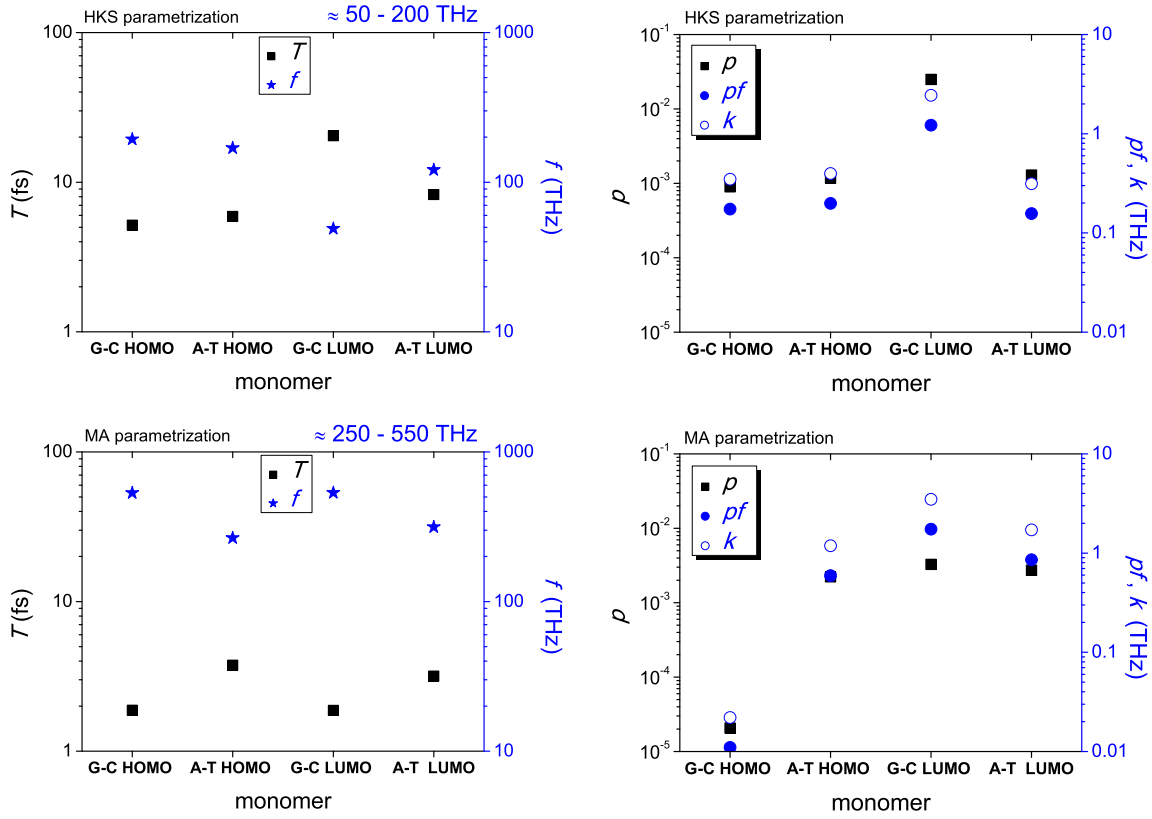 HKS parametrization
≈ 50 - 200 THz
100
10
1
T (fs)
T
f
1000
100
10
f (THz)
G-C HOMO A-T HOMO G-C LUMO A-T LUMO
monomer
HKS parametrization
10⁻¹
10⁻²
10⁻³
10⁻⁴
10⁻⁵
p
p
pf
k
10
1
0.1
0.01
pf, k (THz)
G-C HOMO A-T HOMO G-C LUMO A-T LUMO
monomer
MA parametrization
≈ 250 - 550 THz
100
10
1
T (fs)
T
f
1000
100
10
f (THz)
G-C HOMO A-T HOMO G-C LUMO A-T LUMO
monomer
MA parametrization
10⁻¹
10⁻²
10⁻³
10⁻⁴
10⁻⁵
p
p
pf
k
10
1
0.1
0.01
pf, k (THz)
G-C HOMO A-T HOMO G-C LUMO A-T LUMO
monomer